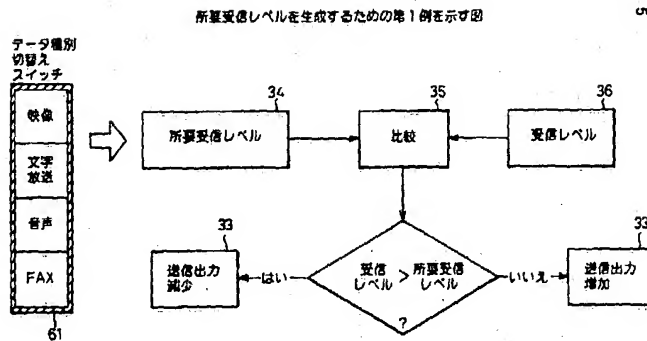 所要受信レベルを生成するための第1例を示す図
5
データ種別
切替え
スイッチ
映像
文字
放送
音声
FAX
61
34
所要受信レベル
35
比較
36
受信レベル
33
送信出力
減少
はい
受信
レベル
>
所要受信
レベル
?
いいえ
33
送信出力
増加